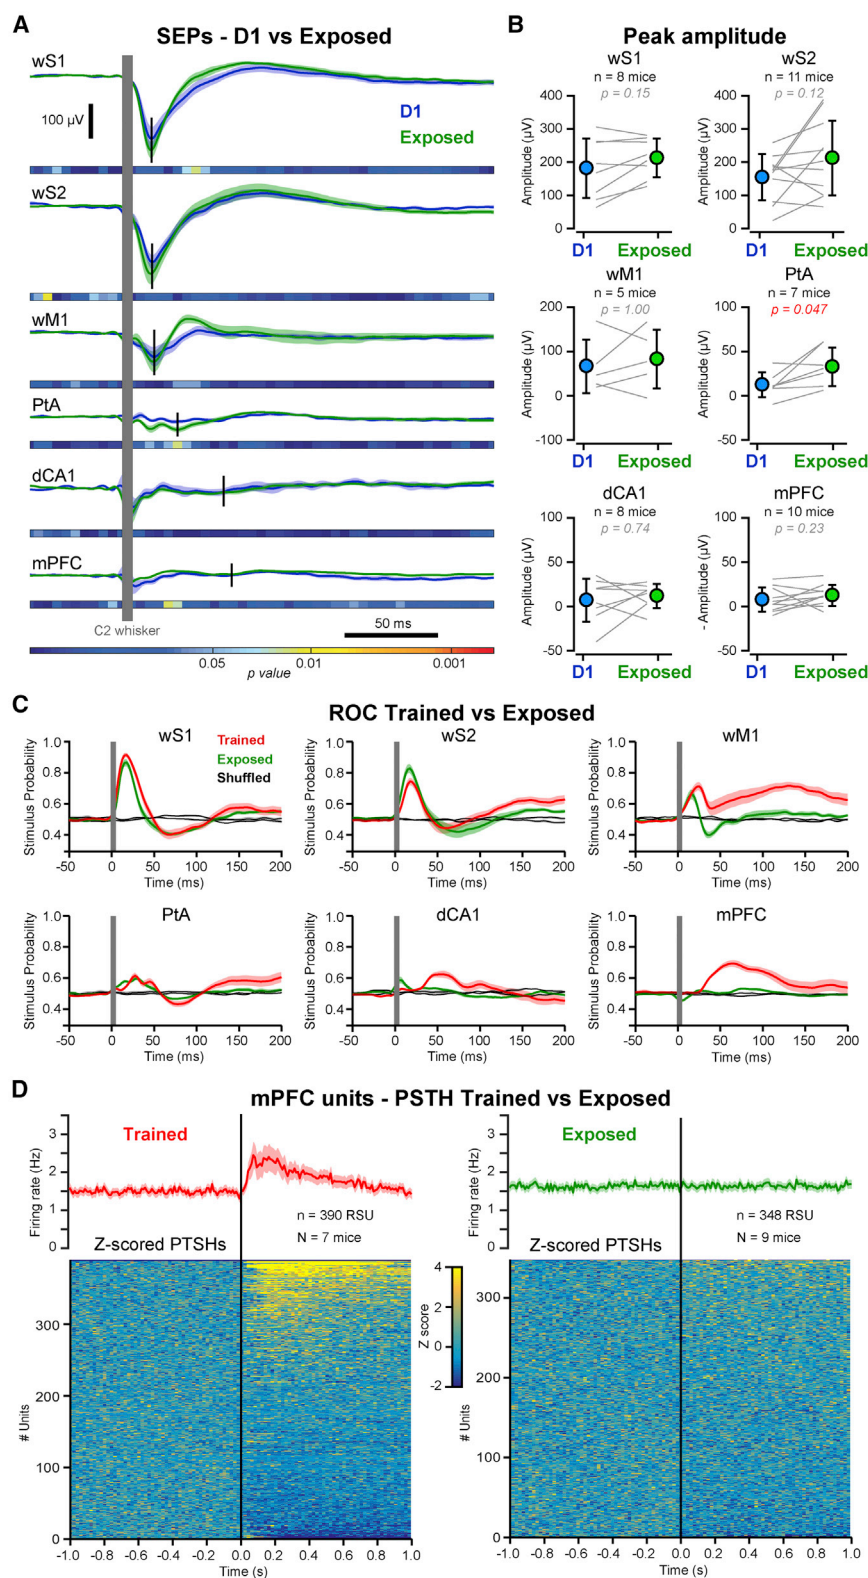 A
SEPs - D1 vs Exposed
wS1
100 µV
D1
Exposed
wS2
wM1
PtA
dCA1
mPFC
C2 whisker
50 ms
0.05 0.01 0.001
p value
B
Peak amplitude
wS1
n = 8 mice
p = 0.15
Amplitude (µV)
400
300
200
100
0
D1 Exposed
wS2
n = 11 mice
p = 0.12
Amplitude (µV)
400
300
200
100
0
D1 Exposed
wM1
n = 5 mice
p = 1.00
Amplitude (µV)
200
100
0
-100
D1 Exposed
PtA
n = 7 mice
p = 0.047
Amplitude (µV)
100
50
0
-50
D1 Exposed
dCA1
n = 8 mice
p = 0.74
Amplitude (µV)
100
50
0
-50
D1 Exposed
mPFC
n = 10 mice
p = 0.23
- Amplitude (µV)
100
50
0
-50
D1 Exposed
C
ROC Trained vs Exposed
wS1
Trained
Exposed
Shuffled
Stimulus Probability
1.0
0.8
0.6
0.4
-50 0 50 100 150 200
Time (ms)
wS2
Stimulus Probability
1.0
0.8
0.6
0.4
-50 0 50 100 150 200
Time (ms)
wM1
Stimulus Probability
1.0
0.8
0.6
0.4
-50 0 50 100 150 200
Time (ms)
PtA
Stimulus Probability
1.0
0.8
0.6
0.4
-50 0 50 100 150 200
Time (ms)
dCA1
Stimulus Probability
1.0
0.8
0.6
0.4
-50 0 50 100 150 200
Time (ms)
mPFC
Stimulus Probability
1.0
0.8
0.6
0.4
-50 0 50 100 150 200
Time (ms)
D
mPFC units - PSTH Trained vs Exposed
Trained
Firing rate (Hz)
3
2
1
0
n = 390 RSU
N = 7 mice
Z-scored PTSHs
# Units
300
200
100
0
-1.0 -0.8 -0.6 -0.4 -0.2 0.0 0.2 0.4 0.6 0.8 1.0
Time (s)
Z score
4
2
0
-2
Exposed
Firing rate (Hz)
3
2
1
0
n = 348 RSU
N = 9 mice
Z-scored PTSHs
# Units
300
200
100
0
-1.0 -0.8 -0.6 -0.4 -0.2 0.0 0.2 0.4 0.6 0.8 1.0
Time (s)